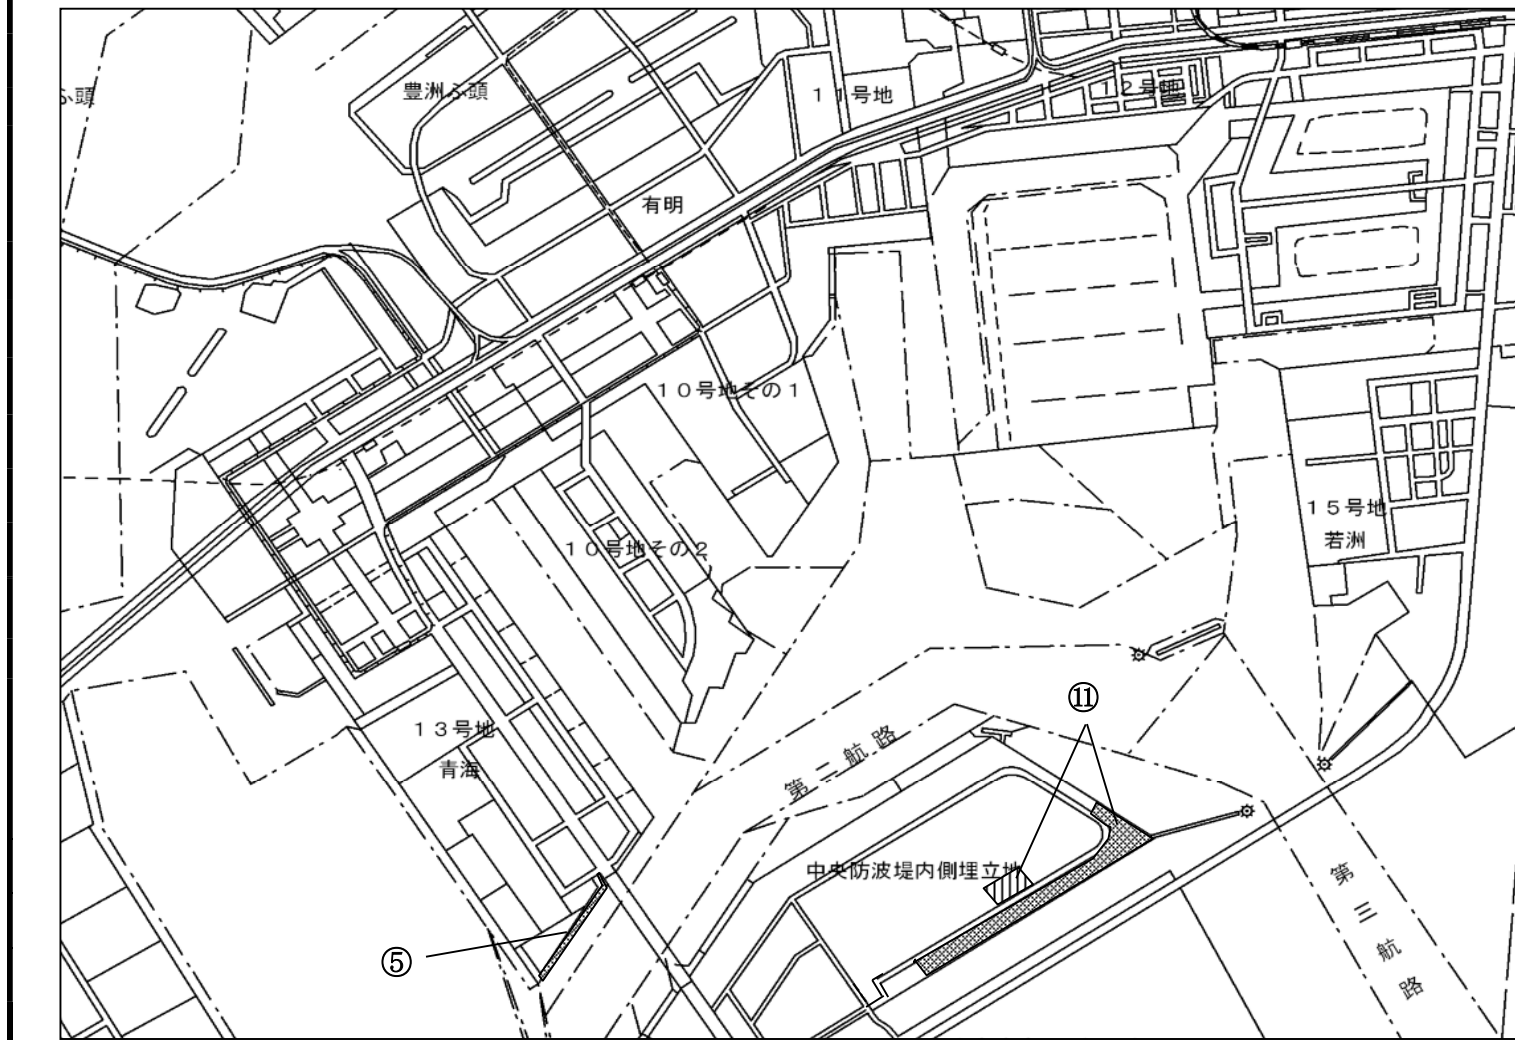 ふ頭
豊洲ふ頭
11号地
12号地
有明
10号地その1
10号地その2
15号地
若洲
⑪
13号地
青海
第一航路
中央防波堤内側埋立地
第三航路
⑤